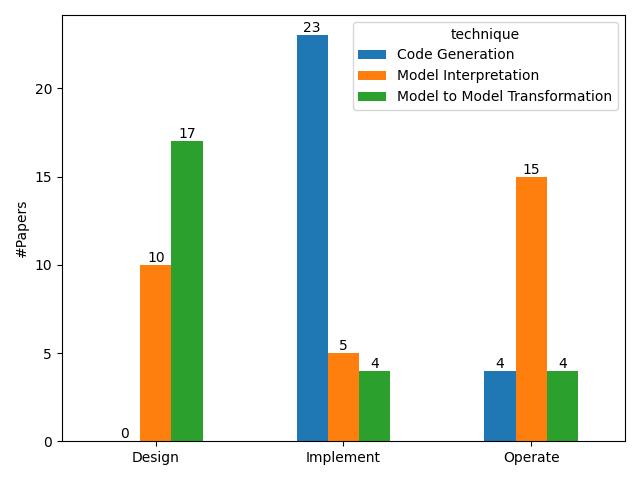 technique
Code Generation
Model Interpretation
Model to Model Transformation
#Papers
20
15
10
5
0
0
10
17
23
5
4
4
15
4
Design
Implement
Operate